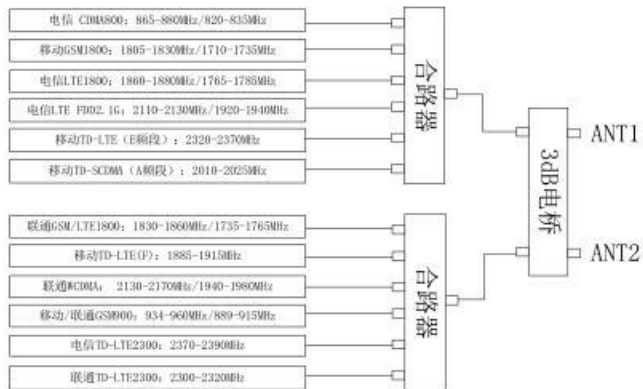 电信 CDMA800：865-880MHz/820-835MHz
移动GSM1800：1805-1830MHz/1710-1735MHz
电信LTE1800：1860-1880MHz/1765-1785MHz
电信LTE FDD2.1G：2110-2130MHz/1920-1940MHz
移动TD-LTE（E频段）：2320-2370MHz
移动TD-SCDMA（A频段）：2010-2025MHz
合路器
联通GSM/LTE1800：1830-1860MHz/1735-1765MHz
移动TD-LTE(F)：1885-1915MHz
联通WCDMA： 2130-2170MHz/1940-1980MHz
移动/联通GSM900：934-960MHz/889-915MHz
电信TD-LTE2300：2370-2390MHz
联通TD-LTE2300：2300-2320MHz
合路器
3dB电桥
ANT1
ANT2